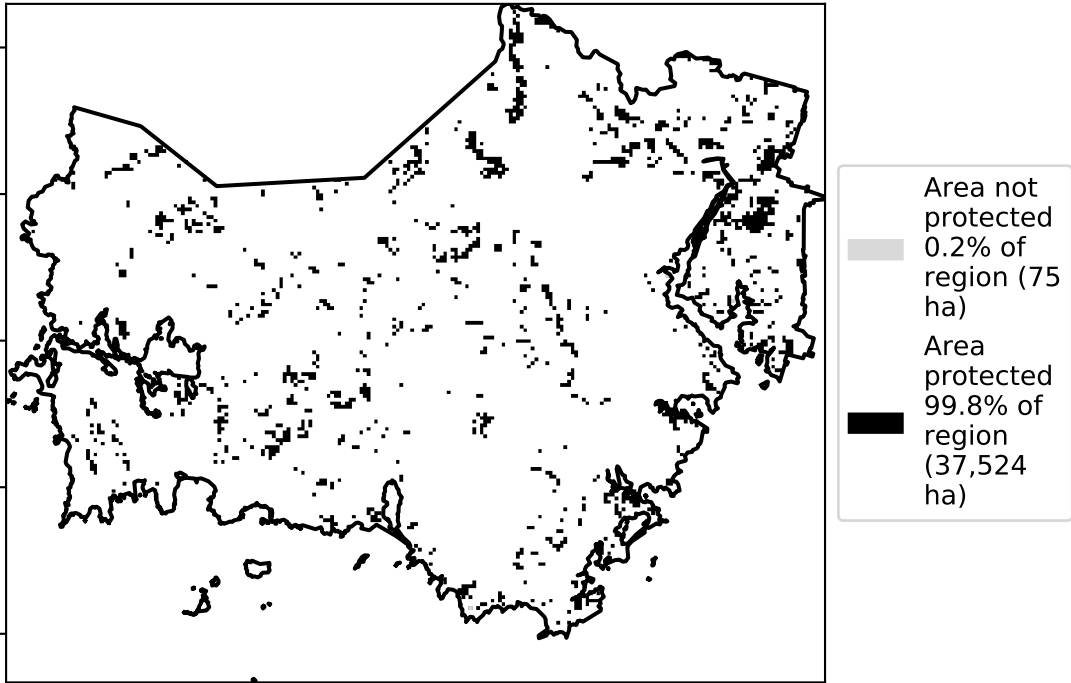 Area not
protected
0.2% of
region (75
ha)
Area
protected
99.8% of
region
(37,524
ha)